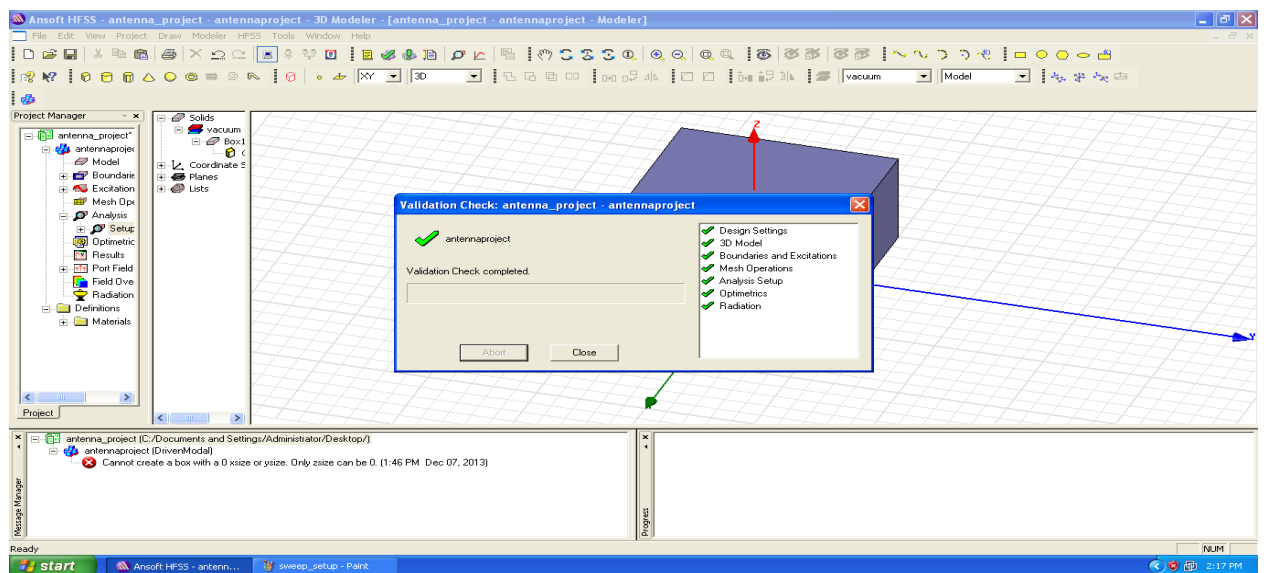 Ansoft HFSS - antenna_project - antennaproject - 3D Modeler - [antenna_project - antennaproject - Modeler]
File Edit View Project Draw Modeler HFSS Tools Window Help
XY 3D vacuum Model
Project Manager
antenna_project*
antennaprojec
Model
Boundarie
Excitation
Mesh Ope
Analysis
Setup
Optimetric
Results
Port Field
Field Ove
Radiation
Definitions
Materials
Project
Solids
vacuum
Box1
Coordinate S
Planes
Lists
Z
Y
Validation Check: antenna_project - antennaproject
antennaproject
Validation Check completed.
Abort Close
Design Settings
3D Model
Boundaries and Excitations
Mesh Operations
Analysis Setup
Optimetrics
Radiation
Message Manager
antenna_project (C:/Documents and Settings/Administrator/Desktop/)
antennaproject (DrivenModal)
Cannot create a box with a 0 xsize or ysize. Only zsize can be 0. (1:46 PM Dec 07, 2013)
Progress
Ready
NUM
start
Ansoft HFSS - antenn...
sweep_setup - Paint
2:17 PM